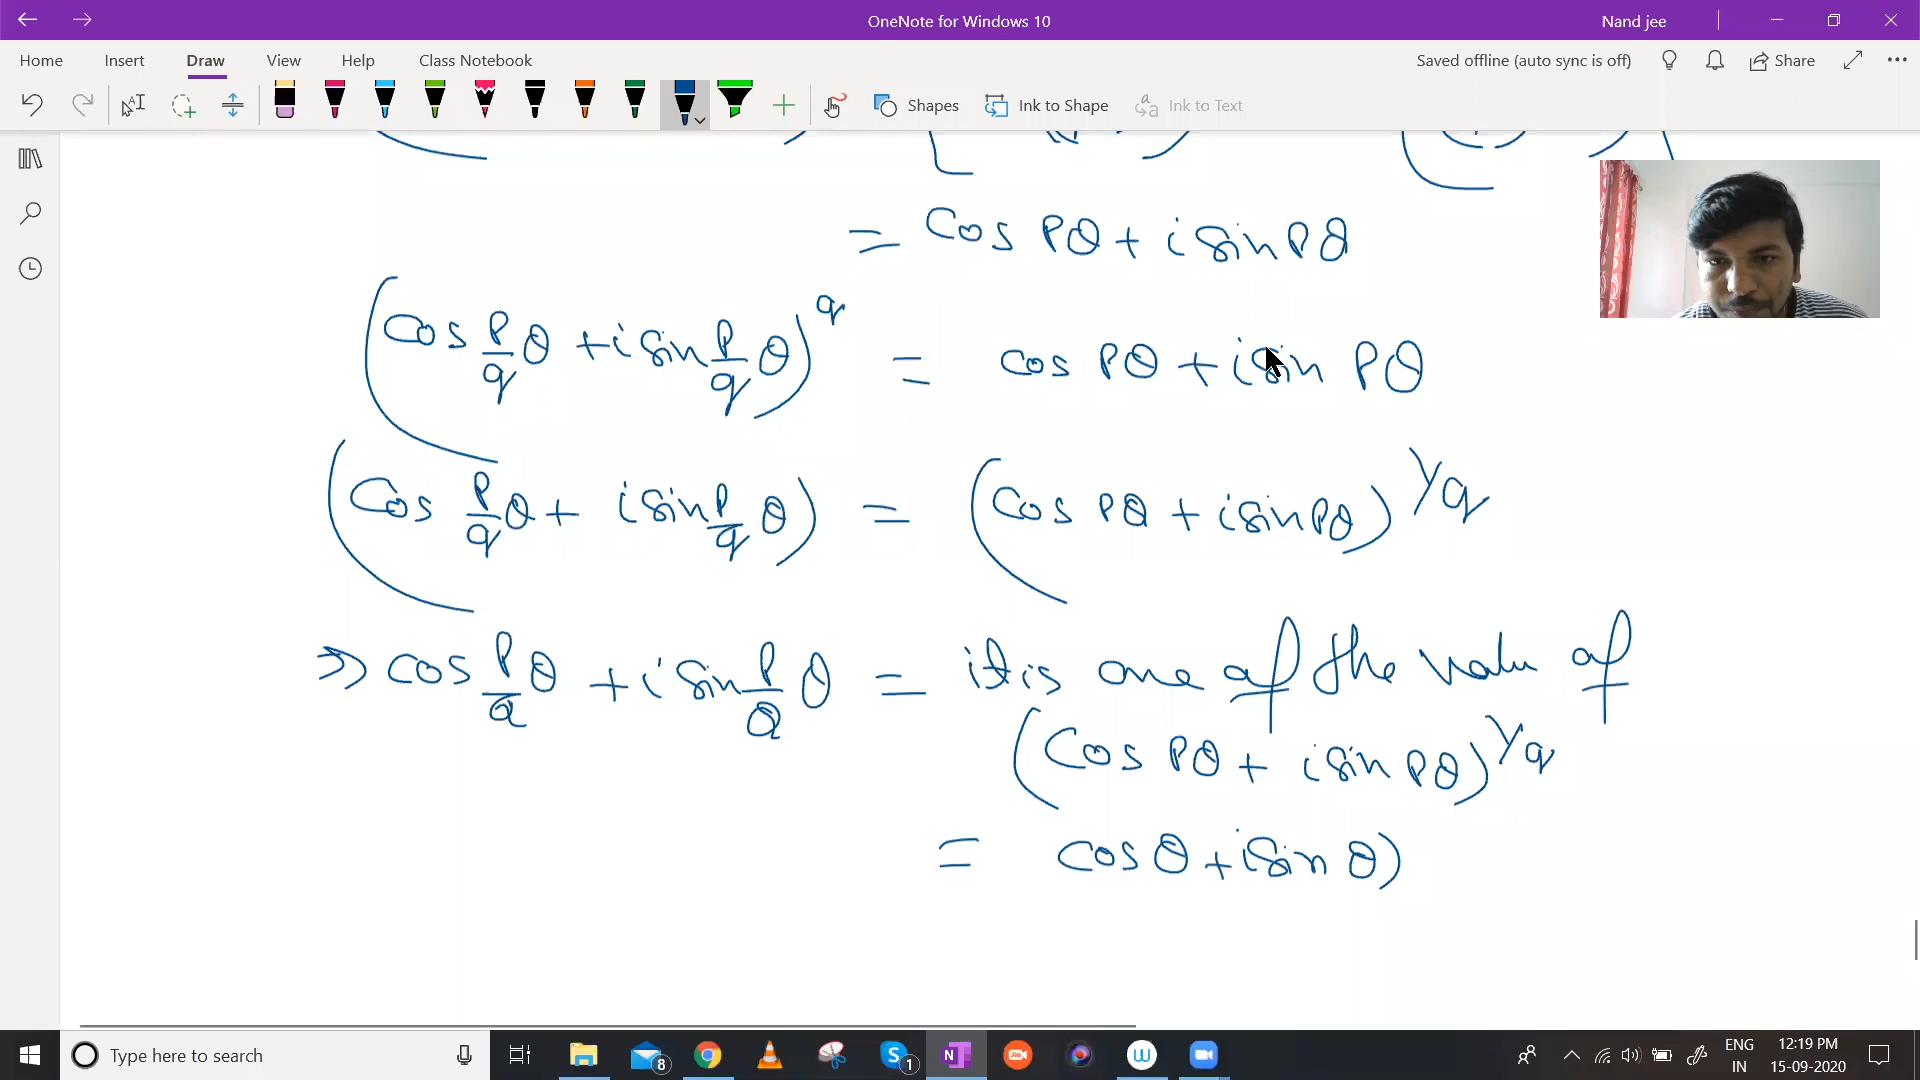 OneNote for Windows 10
Nand jee
Home Insert Draw View Help Class Notebook
Saved offline (auto sync is off) Share
Shapes Ink to Shape Ink to Text
= Cos Pθ + i sin Pθ
(Cos P/q θ + i sin P/q θ)^q = cos Pθ + i sin Pθ
(Cos P/q θ + i sin P/q θ) = (Cos Pθ + i sin Pθ)^1/q
⇒ cos P/q θ + i sin P/q θ = it is one of the valu of
(Cos Pθ + i sin Pθ)^1/q
= Cos θ + i sin θ)
Type here to search
8
1
ENG
IN
12:19 PM
15-09-2020